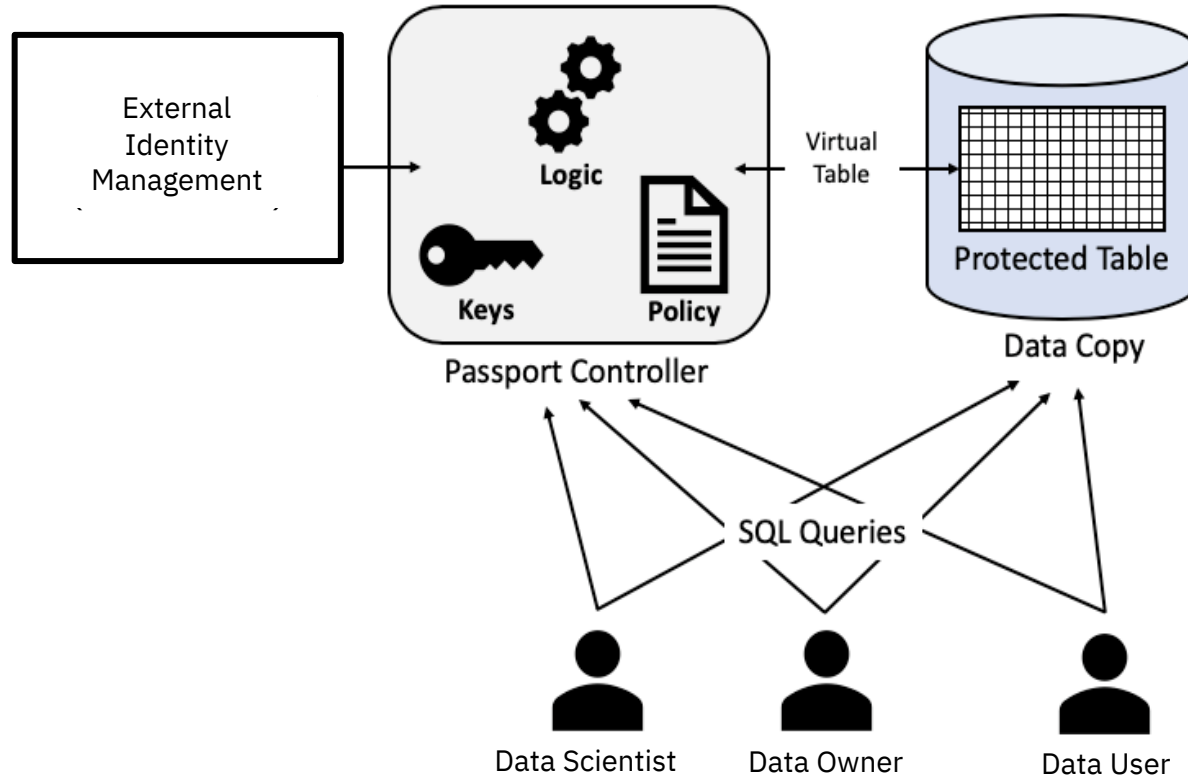 External
Identity
Management
Logic
Keys
Policy
Passport Controller
Virtual
Table
Protected Table
Data Copy
SQL Queries
Data Scientist
Data Owner
Data User